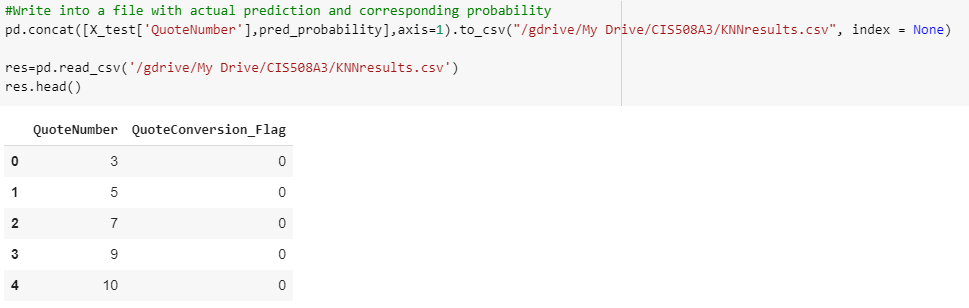 #Write into a file with actual prediction and corresponding probability
pd.concat([X_test['QuoteNumber'],pred_probability],axis=1).to_csv("/gdrive/My Drive/CIS508A3/KNNresults.csv", index = None)
res=pd.read_csv('/gdrive/My Drive/CIS508A3/KNNresults.csv')
res.head()
QuoteNumber QuoteConversion_Flag
0 3 0
1 5 0
2 7 0
3 9 0
4 10 0